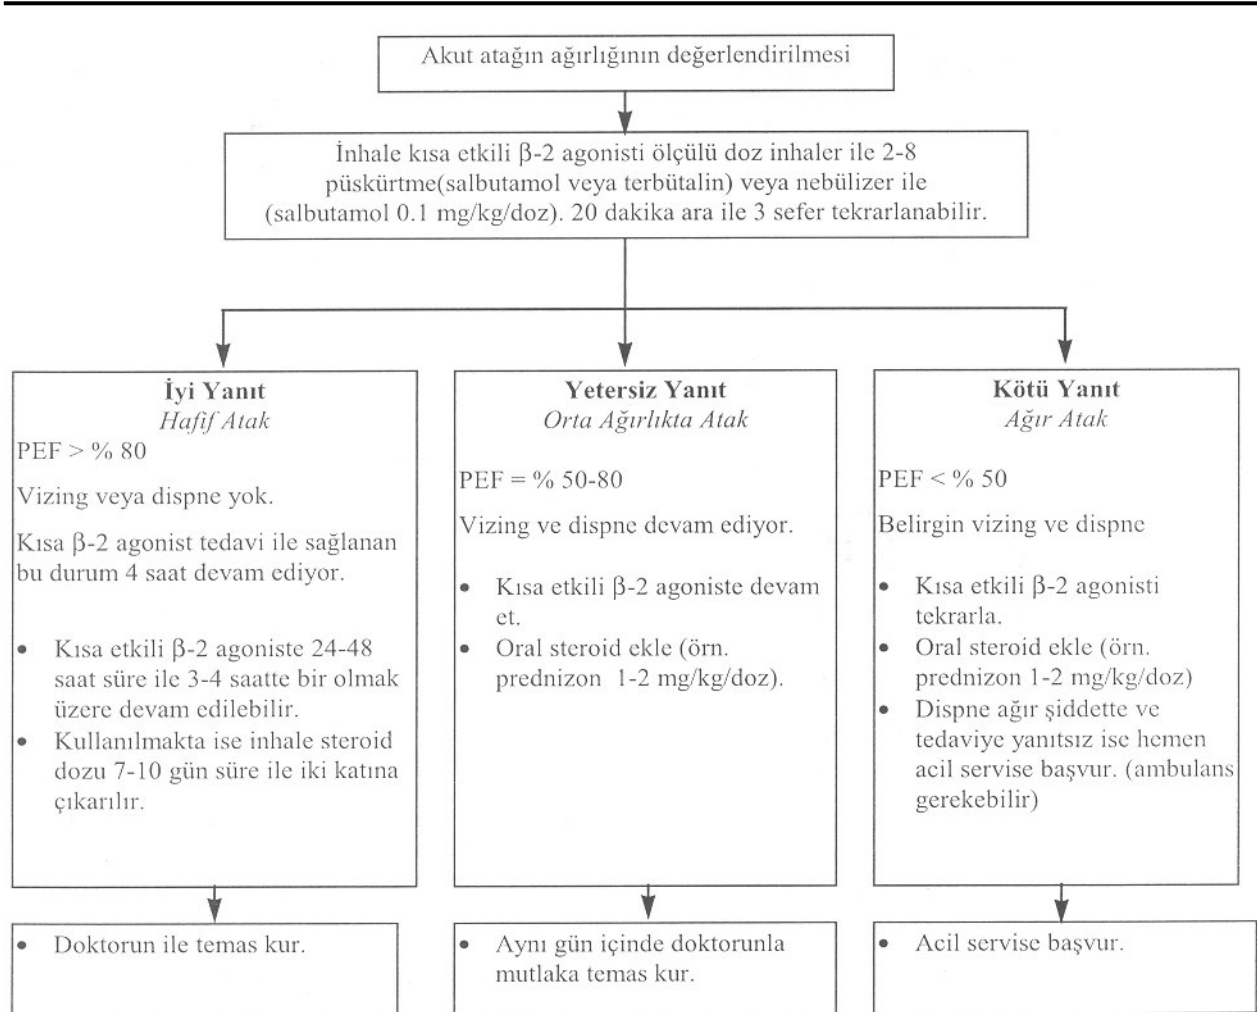 Akut atağın ağırlığının değerlendirilmesi
İnhale kısa etkili β-2 agonisti ölçülü doz inhaler ile 2-8
püskürtme(salbutamol veya terbütalin) veya nebülizer ile
(salbutamol 0.1 mg/kg/doz). 20 dakika ara ile 3 sefer tekrarlanabilir.
İyi Yanıt
Hafif Atak
PEF > % 80
Vizing veya dispne yok.
Kısa β-2 agonist tedavi ile sağlanan
bu durum 4 saat devam ediyor.
• Kısa etkili β-2 agoniste 24-48
saat süre ile 3-4 saatte bir olmak
üzere devam edilebilir.
• Kullanılmakta ise inhale steroid
dozu 7-10 gün süre ile iki katına
çıkarılır.
• Doktorun ile temas kur.
Yetersiz Yanıt
Orta Ağırlıkta Atak
PEF = % 50-80
Vizing ve dispne devam ediyor.
• Kısa etkili β-2 agoniste devam
et.
• Oral steroid ekle (örn.
prednizon 1-2 mg/kg/doz).
• Aynı gün içinde doktorunla
mutlaka temas kur.
Kötü Yanıt
Ağır Atak
PEF < % 50
Belirgin vizing ve dispne
• Kısa etkili β-2 agonisti
tekrarla.
• Oral steroid ekle (örn.
prednizon 1-2 mg/kg/doz)
• Dispne ağır şiddette ve
tedaviye yanıtsız ise hemen
acil servise başvur. (ambulans
gerekebilir)
• Acil servise başvur.